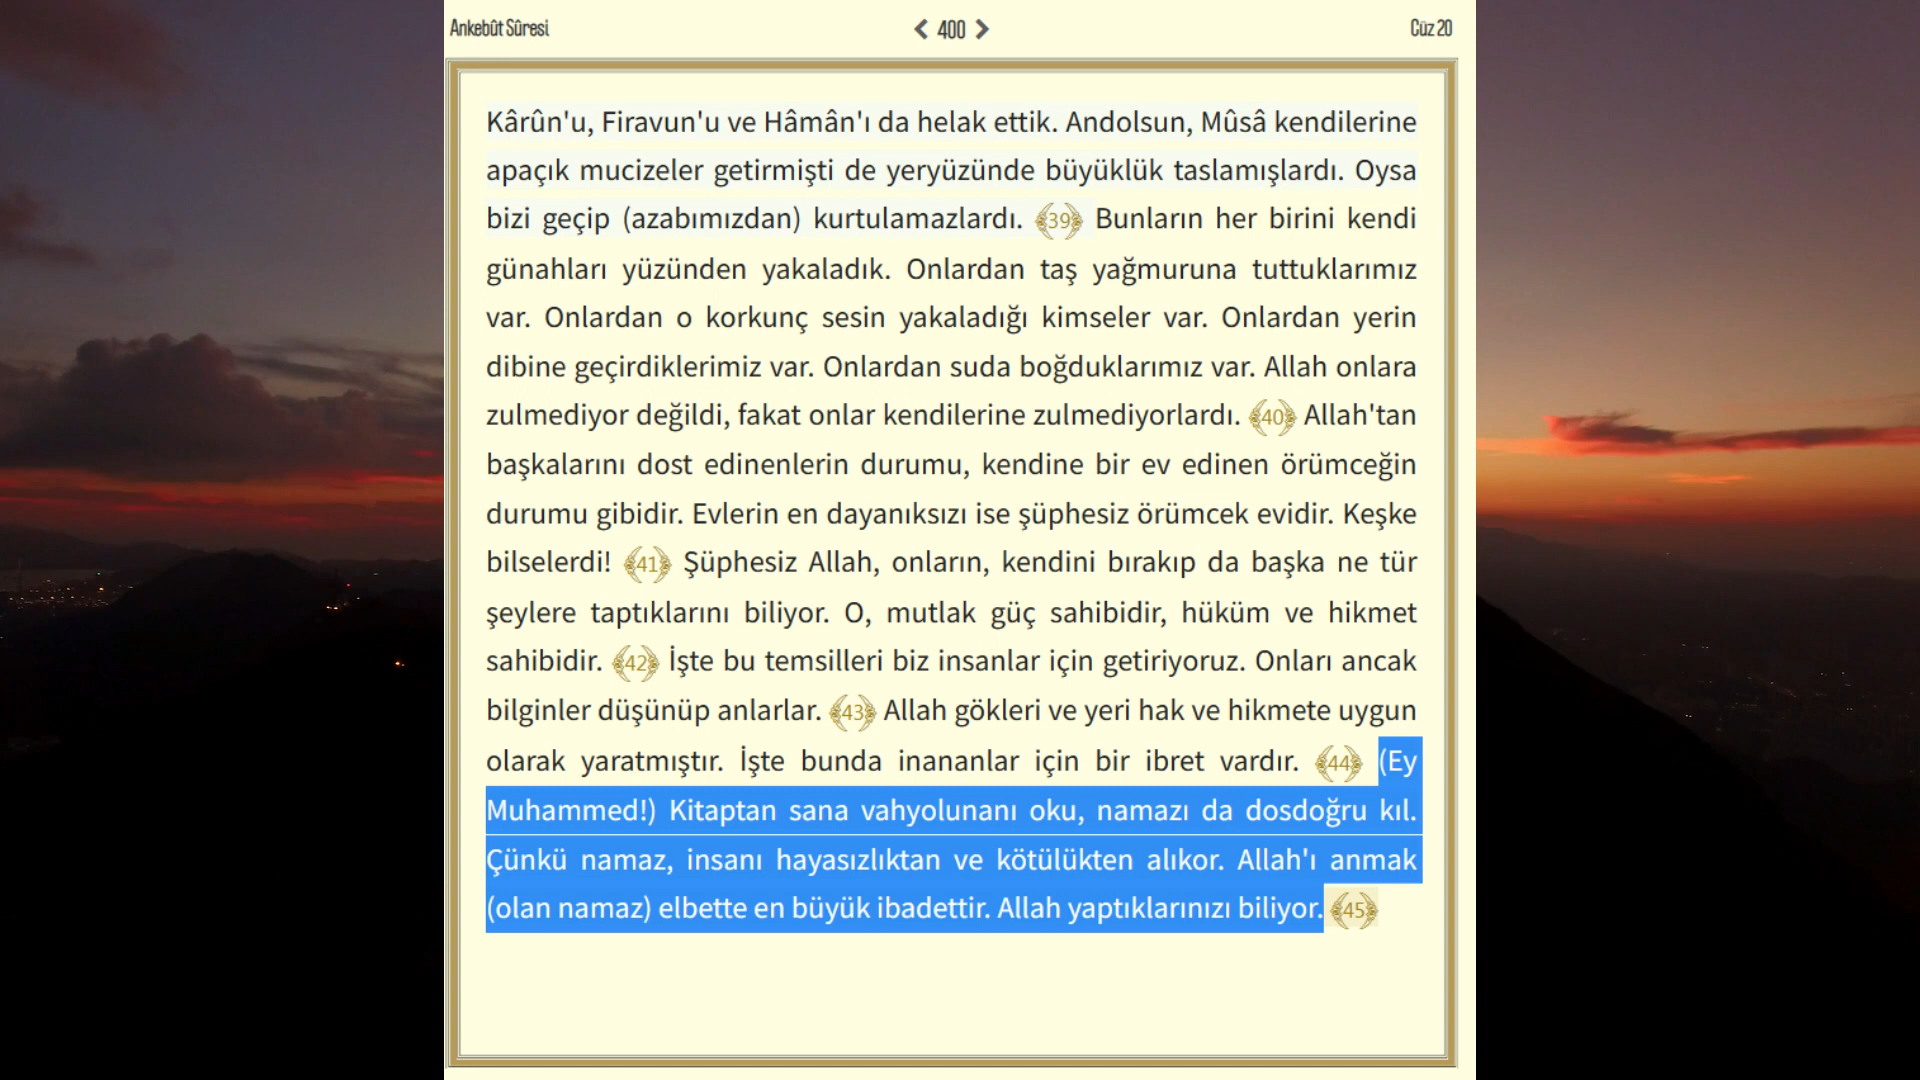 Ankebût Sûresi
400
Cüz 20
Kârûn'u, Firavun'u ve Hâmân'ı da helak ettik. Andolsun, Mûsâ kendilerine
apaçık mucizeler getirmişti de yeryüzünde büyüklük taslamışlardı. Oysa
bizi geçip (azabımızdan) kurtulamazlardı. 39 Bunların her birini kendi
günahları yüzünden yakaladık. Onlardan taş yağmuruna tuttuklarımız
var. Onlardan o korkunç sesin yakaladığı kimseler var. Onlardan yerin
dibine geçirdiklerimiz var. Onlardan suda boğduklarımız var. Allah onlara
zulmediyor değildi, fakat onlar kendilerine zulmediyorlardı. 40 Allah'tan
başkalarını dost edinenlerin durumu, kendine bir ev edinen örümceğin
durumu gibidir. Evlerin en dayanıksızı ise şüphesiz örümcek evidir. Keşke
bilselerdi! 41 Şüphesiz Allah, onların, kendini bırakıp da başka ne tür
şeylere taptıklarını biliyor. O, mutlak güç sahibidir, hüküm ve hikmet
sahibidir. 42 İşte bu temsilleri biz insanlar için getiriyoruz. Onları ancak
bilginler düşünüp anlarlar. 43 Allah gökleri ve yeri hak ve hikmete uygun
olarak yaratmıştır. İşte bunda inananlar için bir ibret vardır. 44 (Ey
Muhammed!) Kitaptan sana vahyolunanı oku, namazı da dosdoğru kıl.
Çünkü namaz, insanı hayasızlıktan ve kötülükten alıkor. Allah'ı anmak
(olan namaz) elbette en büyük ibadettir. Allah yaptıklarınızı biliyor. 45